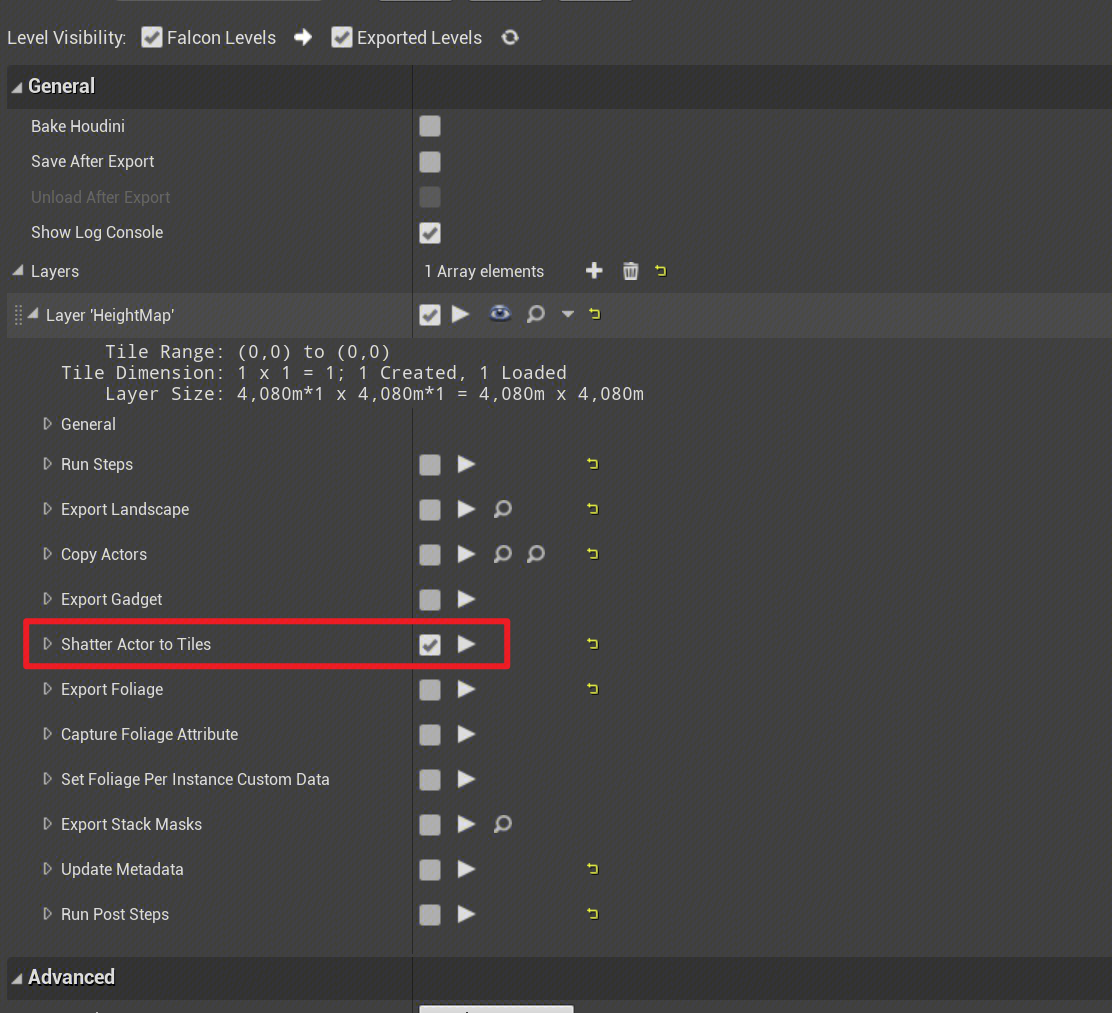 Level Visibility: Falcon Levels Exported Levels
General
Bake Houdini
Save After Export
Unload After Export
Show Log Console
Layers 1 Array elements
Layer 'HeightMap'
Tile Range: (0,0) to (0,0)
Tile Dimension: 1 x 1 = 1; 1 Created, 1 Loaded
Layer Size: 4,080m*1 x 4,080m*1 = 4,080m x 4,080m
General
Run Steps
Export Landscape
Copy Actors
Export Gadget
Shatter Actor to Tiles
Export Foliage
Capture Foliage Attribute
Set Foliage Per Instance Custom Data
Export Stack Masks
Update Metadata
Run Post Steps
Advanced